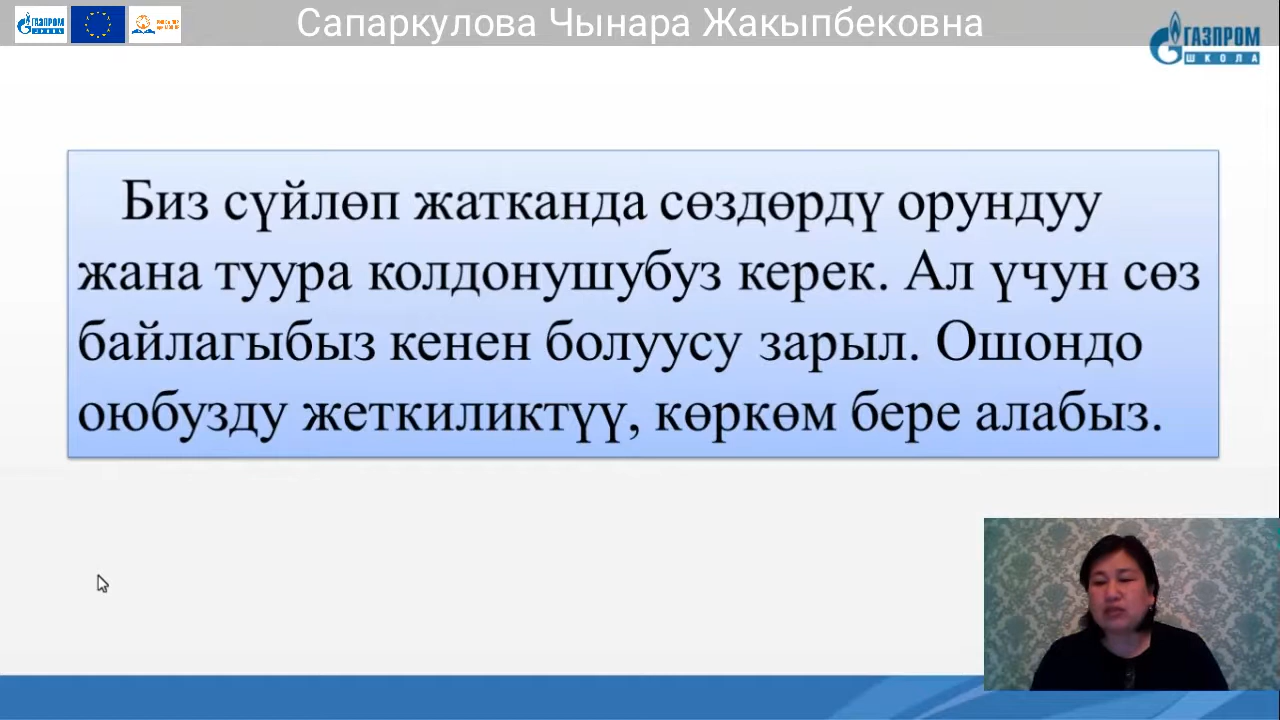 Сапаркулова Чынара Жакыпбековна
ГАЗПРОМ
ШКОЛА
Биз сүйлөп жатканда сөздөрдү орундуу
жана туура колдонушубуз керек. Ал үчун сөз
байлагыбыз кенен болуусу зарыл. Ошондо
оюбузду жеткиликтүү, көркөм бере алабыз.